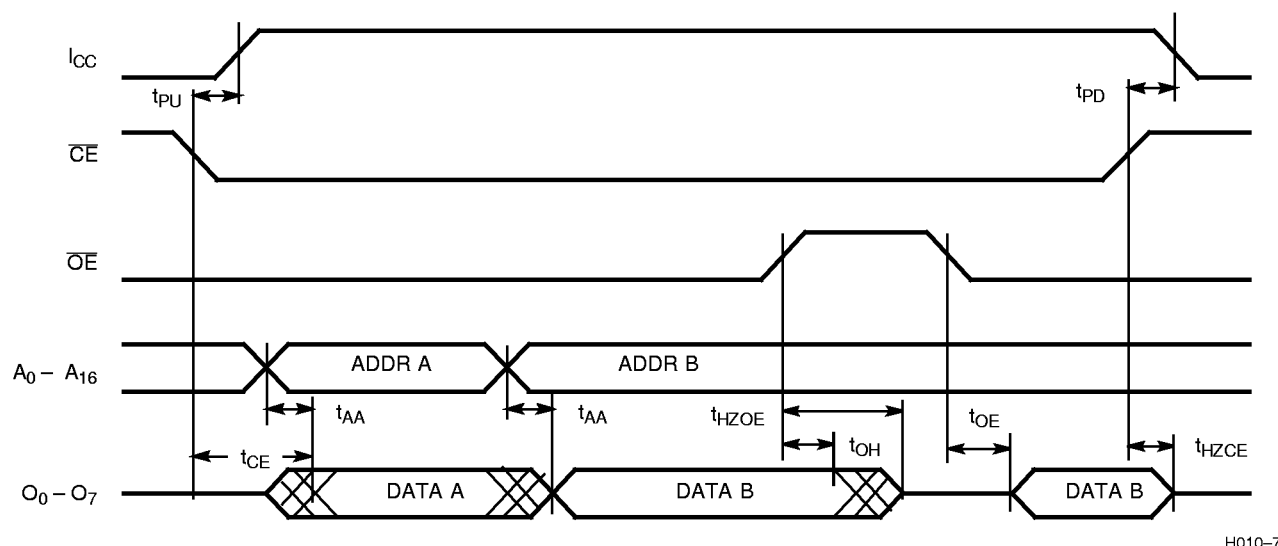 ICC
tPU
tPD
CE
OE
A0 – A16
ADDR A
ADDR B
tAA
tAA
tHZOE
tOE
tCE
tOH
tHZCE
O0 – O7
DATA A
DATA B
DATA B
H010–7